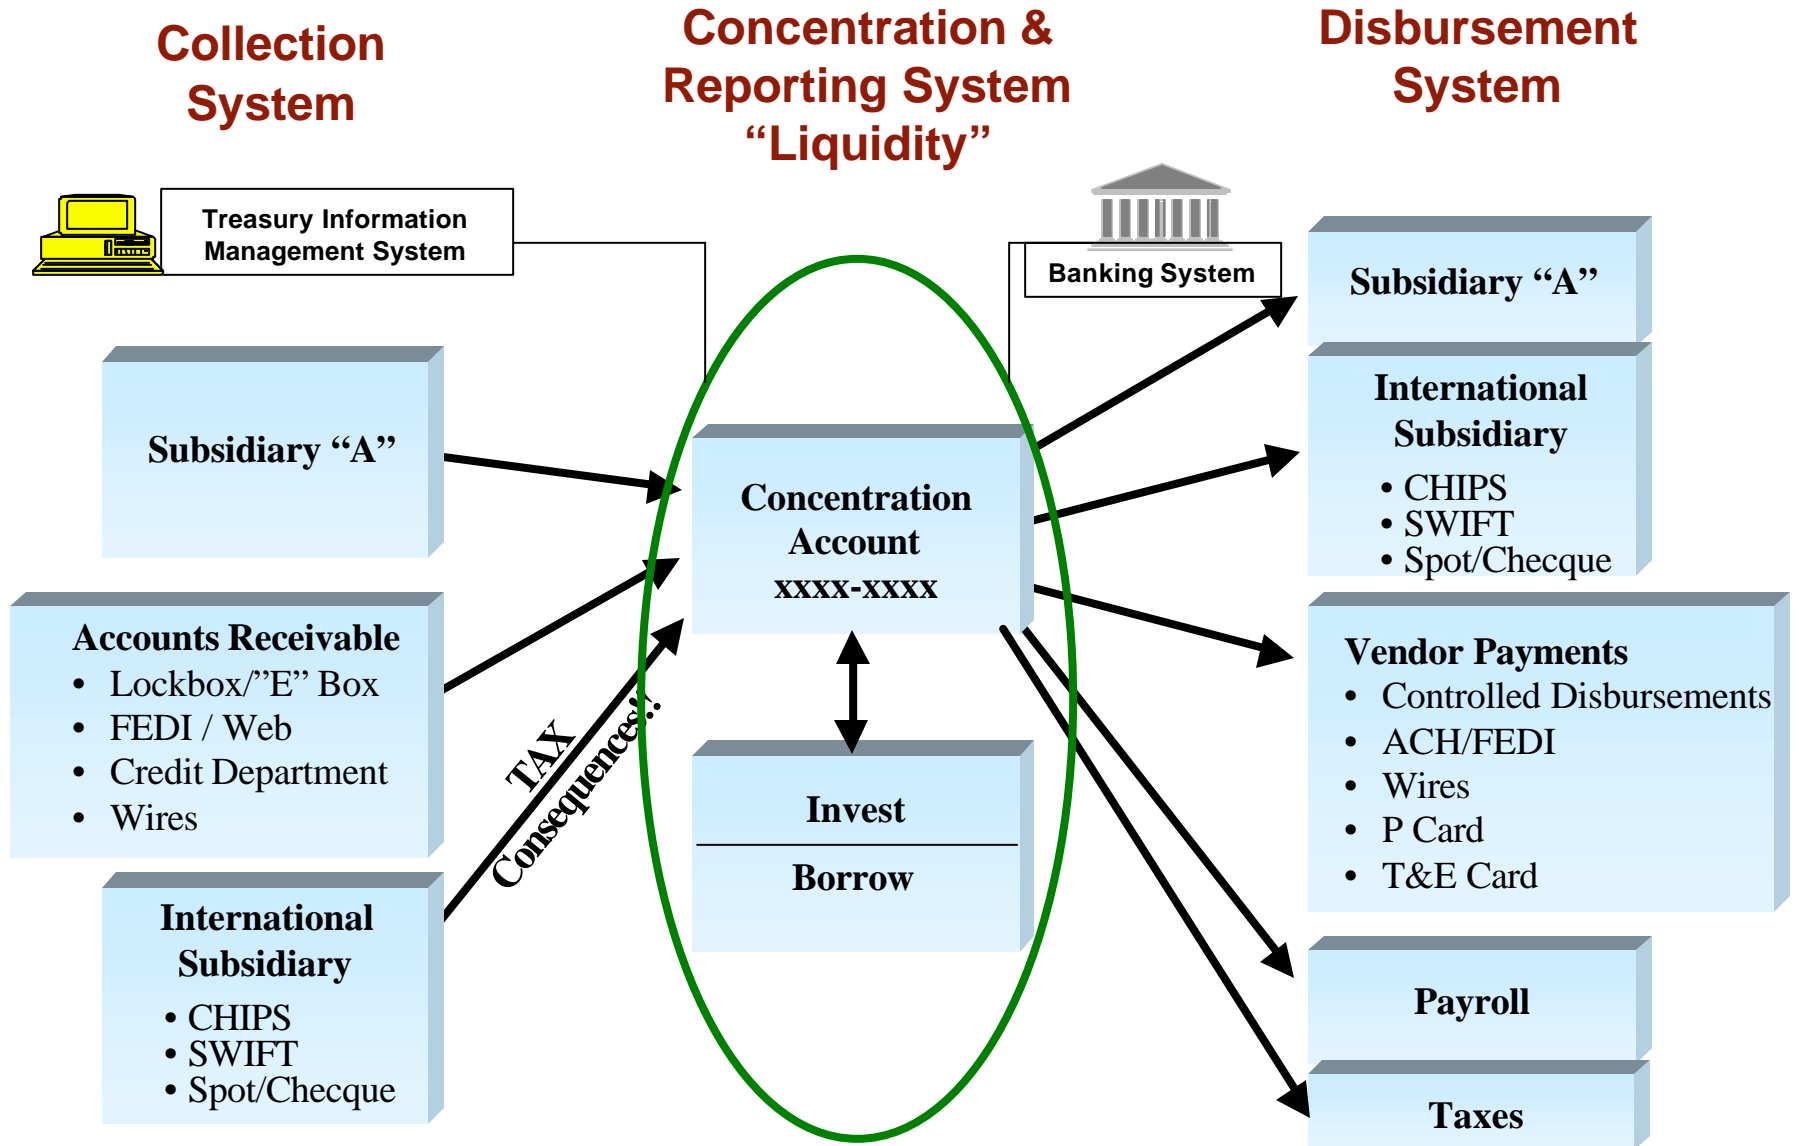 Collection
System
Concentration &
Reporting System
“Liquidity”
Disbursement
System
Treasury Information
Management System
Banking System
Subsidiary “A”
Accounts Receivable
• Lockbox/”E” Box
• FEDI / Web
• Credit Department
• Wires
International
Subsidiary
• CHIPS
• SWIFT
• Spot/Checque
TAX
Consequences!!
Concentration
Account
xxxx-xxxx
Invest
Borrow
Subsidiary “A”
International
Subsidiary
• CHIPS
• SWIFT
• Spot/Checque
Vendor Payments
• Controlled Disbursements
• ACH/FEDI
• Wires
• P Card
• T&E Card
Payroll
Taxes